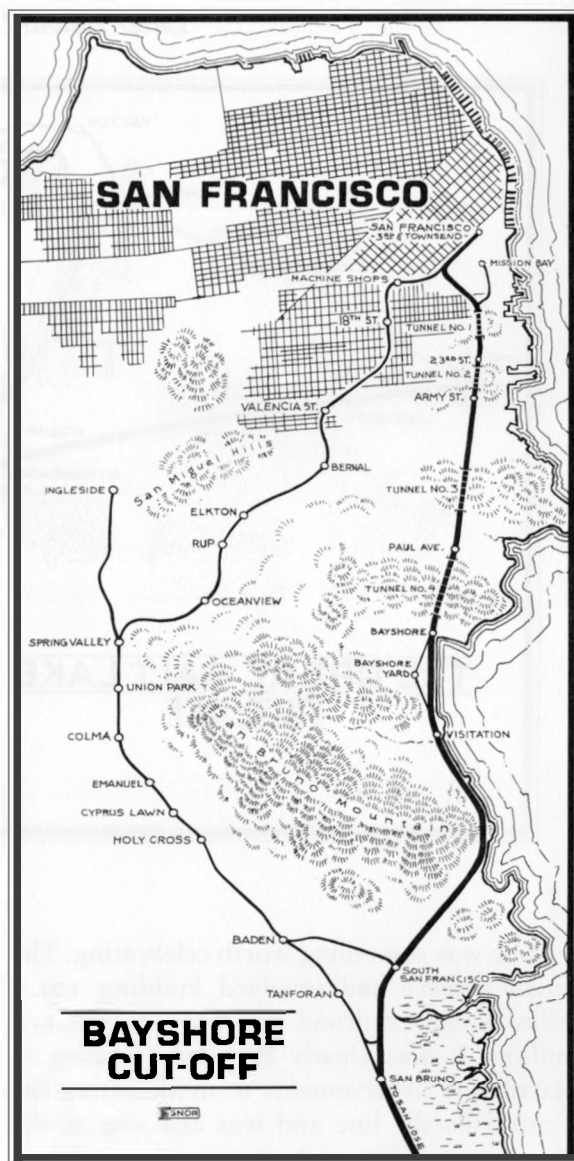 SAN FRANCISCO
SAN FRANCISCO
3RD & TOWNSEND
MISSION BAY
MACHINE SHOPS
18TH ST.
TUNNEL NO. 1
23RD ST.
TUNNEL NO. 2
ARMY ST.
VALENCIA ST.
San Miguel Hills
BERNAL
INGLESIDE
TUNNEL NO. 3
ELKTON
RUP
PAUL AVE.
TUNNEL NO. 4
OCEANVIEW
BAYSHORE
SPRING VALLEY
BAYSHORE
YARD
UNION PARK
COLMA
VISITATION
San Bruno Mountain
EMANUEL
CYPRUS LAWN
HOLY CROSS
BADEN
SOUTH
SAN FRANCISCO
TANFORAN
BAYSHORE
CUT-OFF
SAN BRUNO
TO SAN JOSE